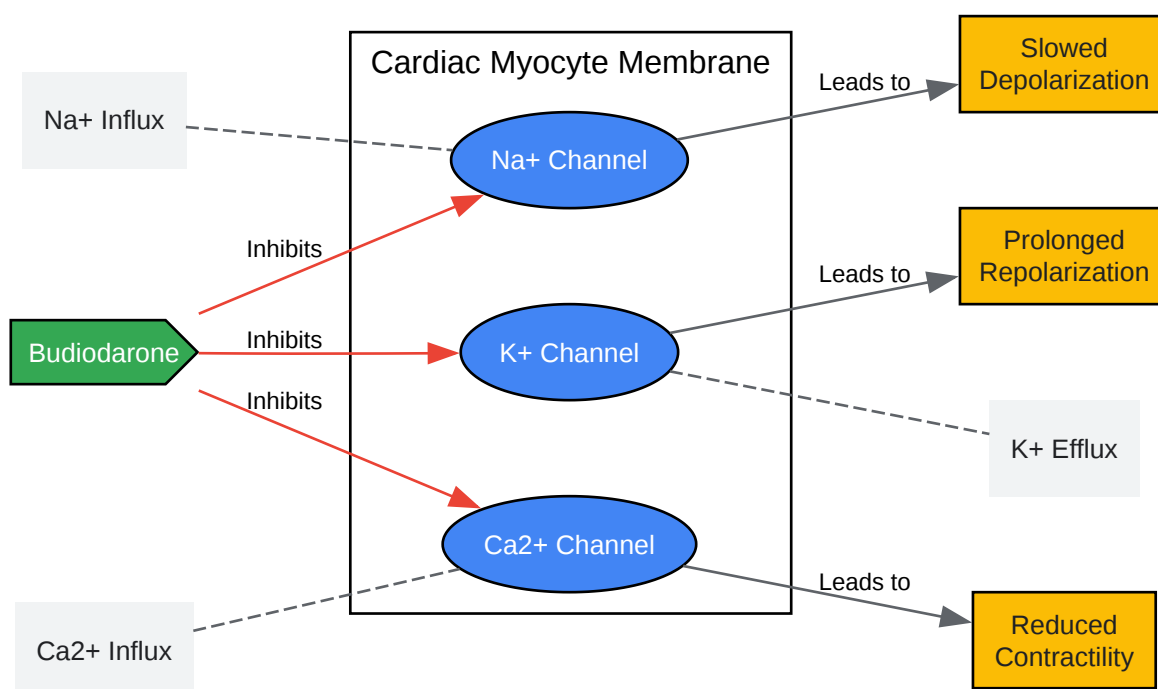 Cardiac Myocyte Membrane
Slowed
Depolarization
Leads to
Na+ Influx
Na+ Channel
Inhibits
Prolonged
Repolarization
Leads to
Budiodarone
Inhibits
K+ Channel
Inhibits
K+ Efflux
Ca2+ Channel
Leads to
Ca2+ Influx
Reduced
Contractility